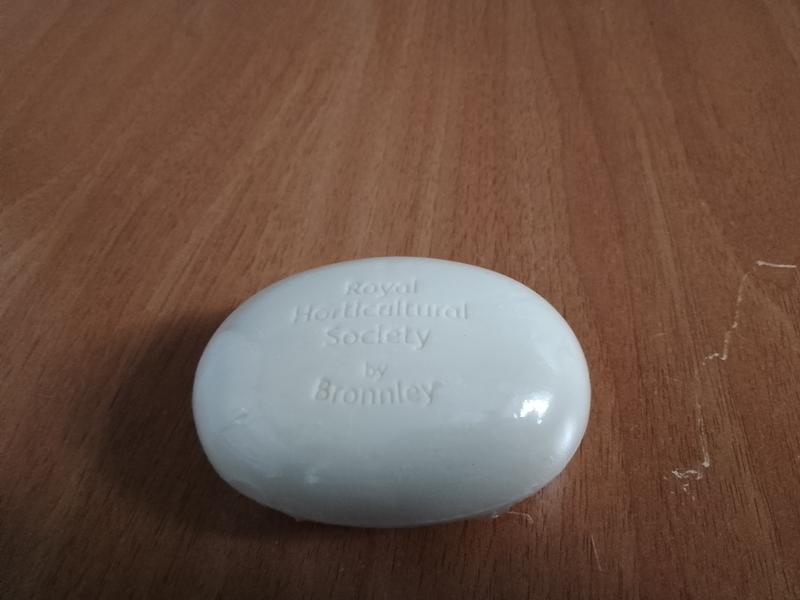 Royal
Horticultural
Society
by
Bronnley